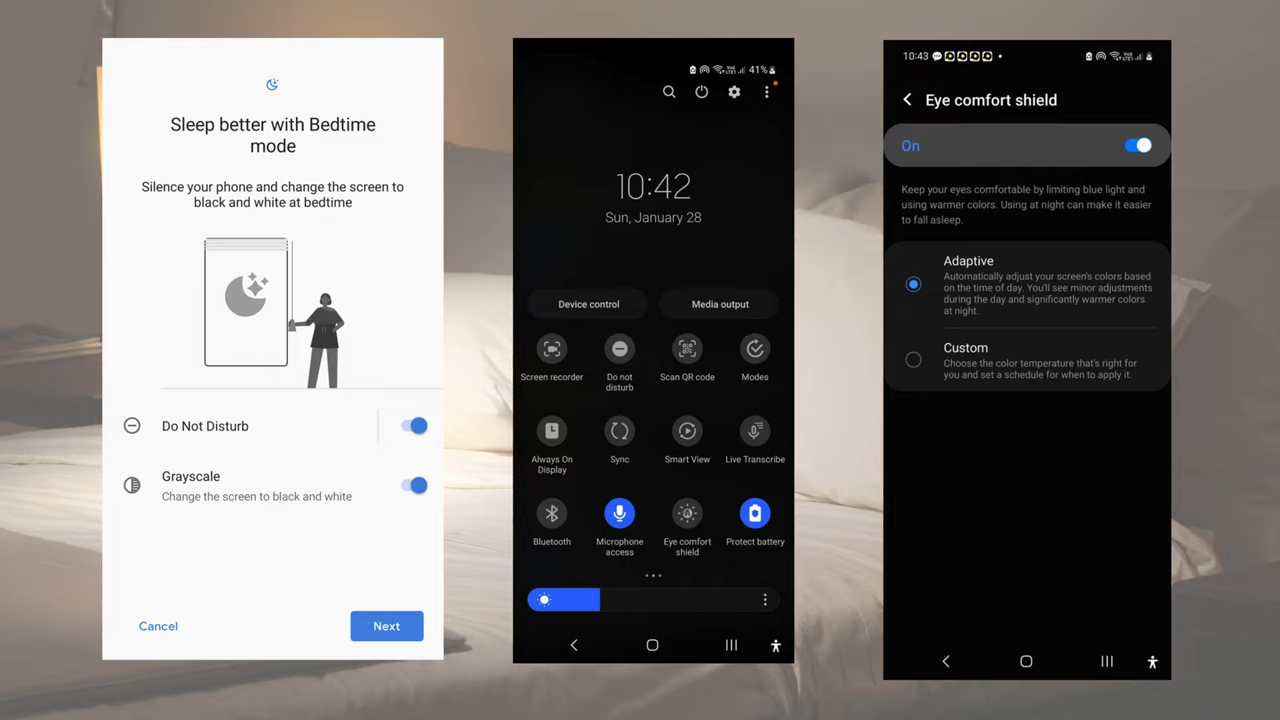 Sleep better with Bedtime
mode
Silence your phone and change the screen to
black and white at bedtime
Do Not Disturb
Grayscale
Change the screen to black and white
Cancel
Next
41%
10:42
Sun, January 28
Device control
Media output
Screen recorder
Do not
disturb
Scan QR code
Modes
Always On
Display
Sync
Smart View
Live Transcribe
Bluetooth
Microphone
access
Eye comfort
shield
Protect battery
10:43
Eye comfort shield
On
Keep your eyes comfortable by limiting blue light and
using warmer colors. Using at night can make it easier
to fall asleep.
Adaptive
Automatically adjust your screen's colors based
on the time of day. You'll see minor adjustments
during the day and significantly warmer colors
at night.
Custom
Choose the color temperature that's right for
you and set a schedule for when to apply it.